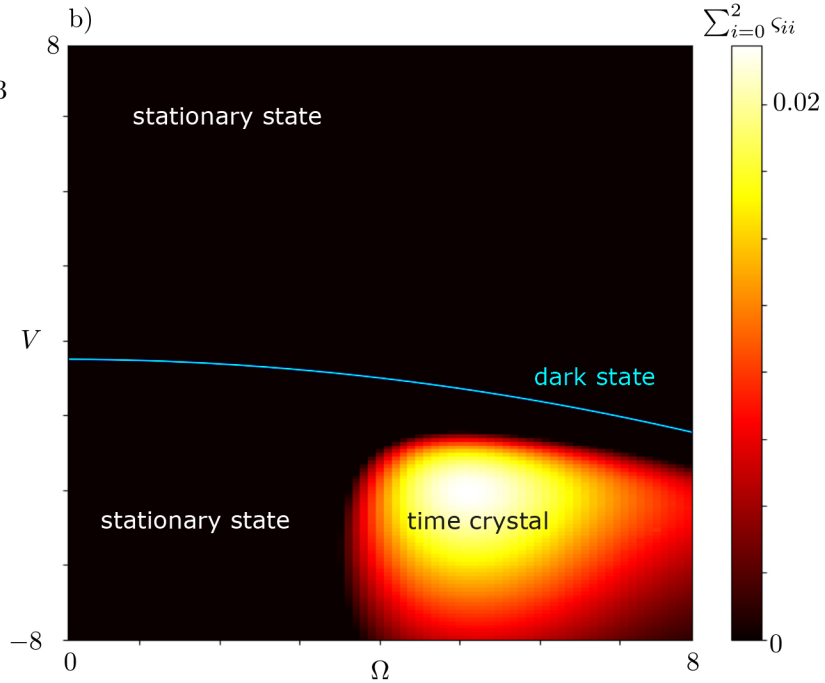 b)
∑_{i=0}^{2} ς_{ii}
8
3
stationary state
0.02
V
dark state
stationary state
time crystal
−8
0
0
Ω
8